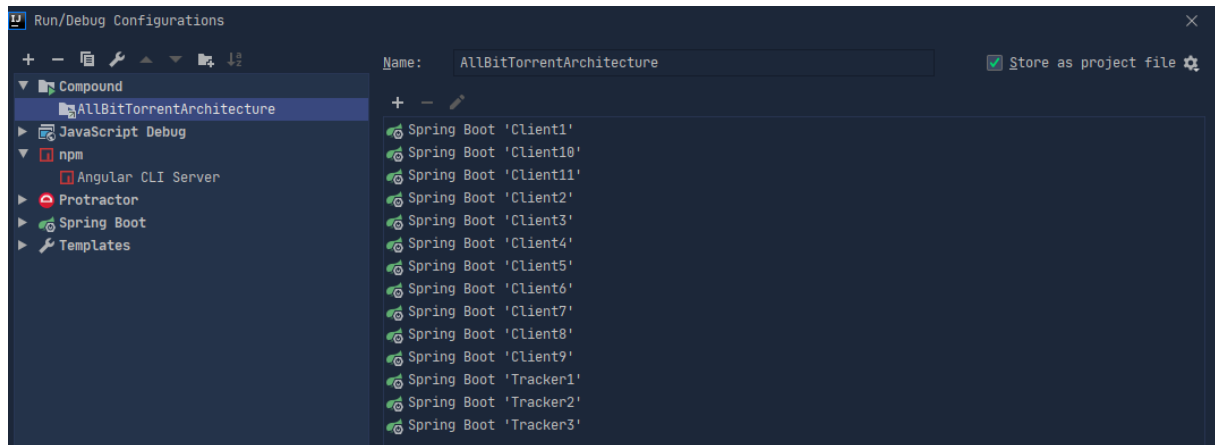 Run/Debug Configurations
Name: AllBitTorrentArchitecture
Store as project file
Compound
AllBitTorrentArchitecture
JavaScript Debug
npm
Angular CLI Server
Protractor
Spring Boot
Templates
Spring Boot 'Client1'
Spring Boot 'Client10'
Spring Boot 'Client11'
Spring Boot 'Client2'
Spring Boot 'Client3'
Spring Boot 'Client4'
Spring Boot 'Client5'
Spring Boot 'Client6'
Spring Boot 'Client7'
Spring Boot 'Client8'
Spring Boot 'Client9'
Spring Boot 'Tracker1'
Spring Boot 'Tracker2'
Spring Boot 'Tracker3'